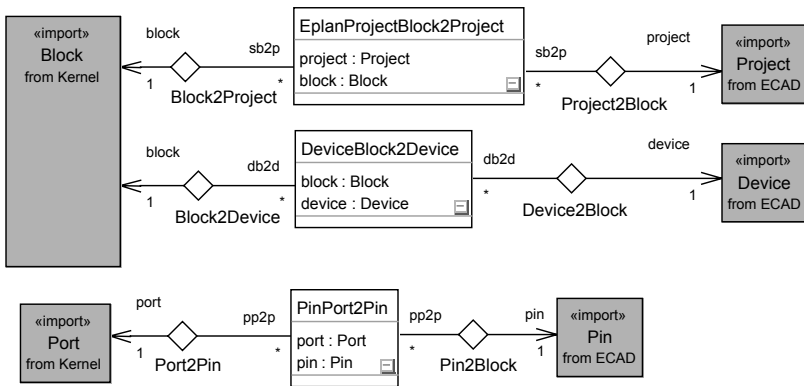 «import»
Block
from Kernel
block
1
Block2Project
sb2p
*
EplanProjectBlock2Project
project : Project
block : Block
sb2p
*
Project2Block
project
1
«import»
Project
from ECAD
block
1
Block2Device
db2d
*
DeviceBlock2Device
block : Block
device : Device
db2d
*
Device2Block
device
1
«import»
Device
from ECAD
«import»
Port
from Kernel
port
1
Port2Pin
pp2p
*
PinPort2Pin
port : Port
pin : Pin
pp2p
*
Pin2Block
pin
1
«import»
Pin
from ECAD